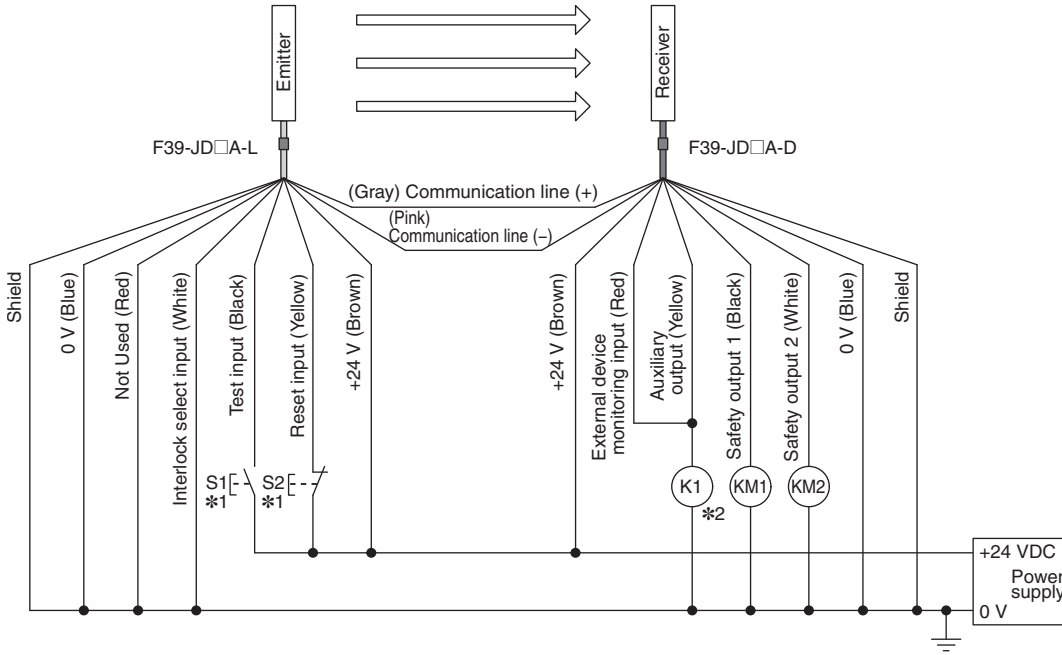 Emitter
Receiver
F39-JD□A-L
F39-JD□A-D
(Gray) Communication line (+)
(Pink)
Communication line (−)
Shield
0 V (Blue)
Not Used (Red)
Interlock select input (White)
Test input (Black)
Reset input (Yellow)
+24 V (Brown)
+24 V (Brown)
External device
monitoring input (Red)
Auxiliary
output (Yellow)
Safety output 1 (Black)
Safety output 2 (White)
0 V (Blue)
Shield
S1
✱1
S2
✱1
K1
✱2
KM1
KM2
+24 VDC
Power
supply
0 V